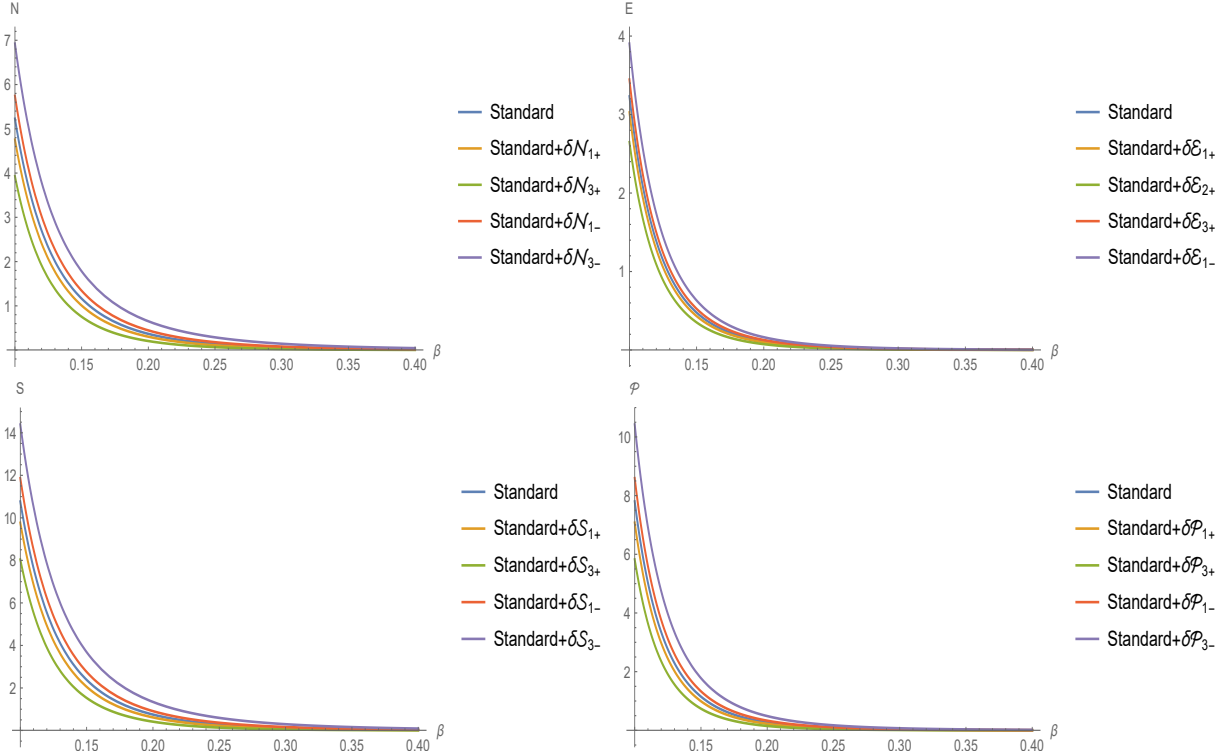 N
7
6
5
4
3
2
1
0.15 0.20 0.25 0.30 0.35 0.40
β
Standard
Standard+δN₁₊
Standard+δN₃₊
Standard+δN₁₋
Standard+δN₃₋
E
4
3
2
1
0.15 0.20 0.25 0.30 0.35 0.40
β
Standard
Standard+δℰ₁₊
Standard+δℰ₂₊
Standard+δℰ₃₊
Standard+δℰ₁₋
S
14
12
10
8
6
4
2
0.15 0.20 0.25 0.30 0.35 0.40
β
Standard
Standard+δS₁₊
Standard+δS₃₊
Standard+δS₁₋
Standard+δS₃₋
𝒫
10
8
6
4
2
0.15 0.20 0.25 0.30 0.35 0.40
β
Standard
Standard+δ𝒫₁₊
Standard+δ𝒫₃₊
Standard+δ𝒫₁₋
Standard+δ𝒫₃₋